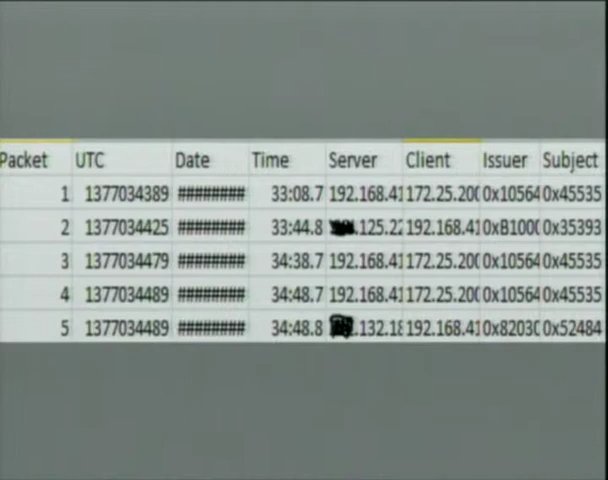 Packet UTC Date Time Server Client Issuer Subject
1 1377034389 ######## 33:08.7 192.168.41 172.25.200 0x10564 0x45535
2 1377034425 ######## 33:44.8 .125.22 192.168.41 0xB1000 0x35393
3 1377034479 ######## 34:38.7 192.168.41 172.25.200 0x10564 0x45535
4 1377034489 ######## 34:48.7 192.168.41 172.25.200 0x10564 0x45535
5 1377034489 ######## 34:48.8 .132.18 192.168.41 0x82030 0x52484